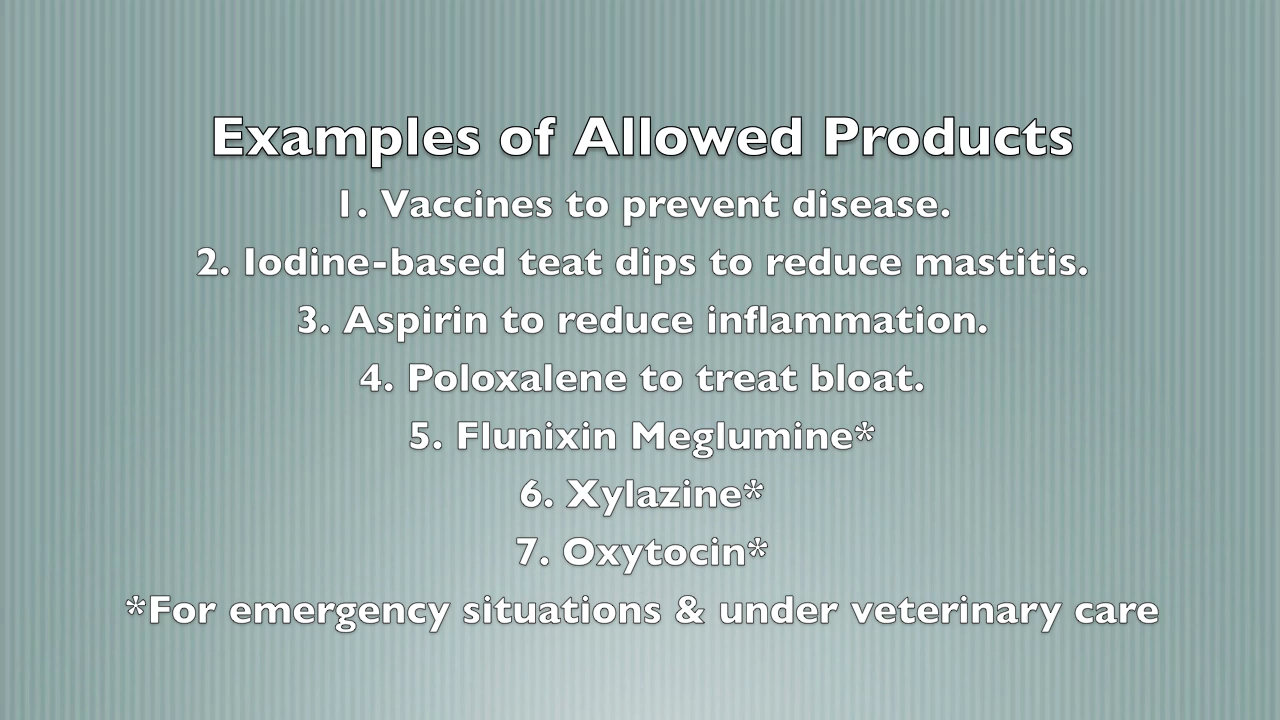 Examples of Allowed Products
1. Vaccines to prevent disease.
2. Iodine-based teat dips to reduce mastitis.
3. Aspirin to reduce inflammation.
4. Poloxalene to treat bloat.
5. Flunixin Meglumine*
6. Xylazine*
7. Oxytocin*
*For emergency situations & under veterinary care